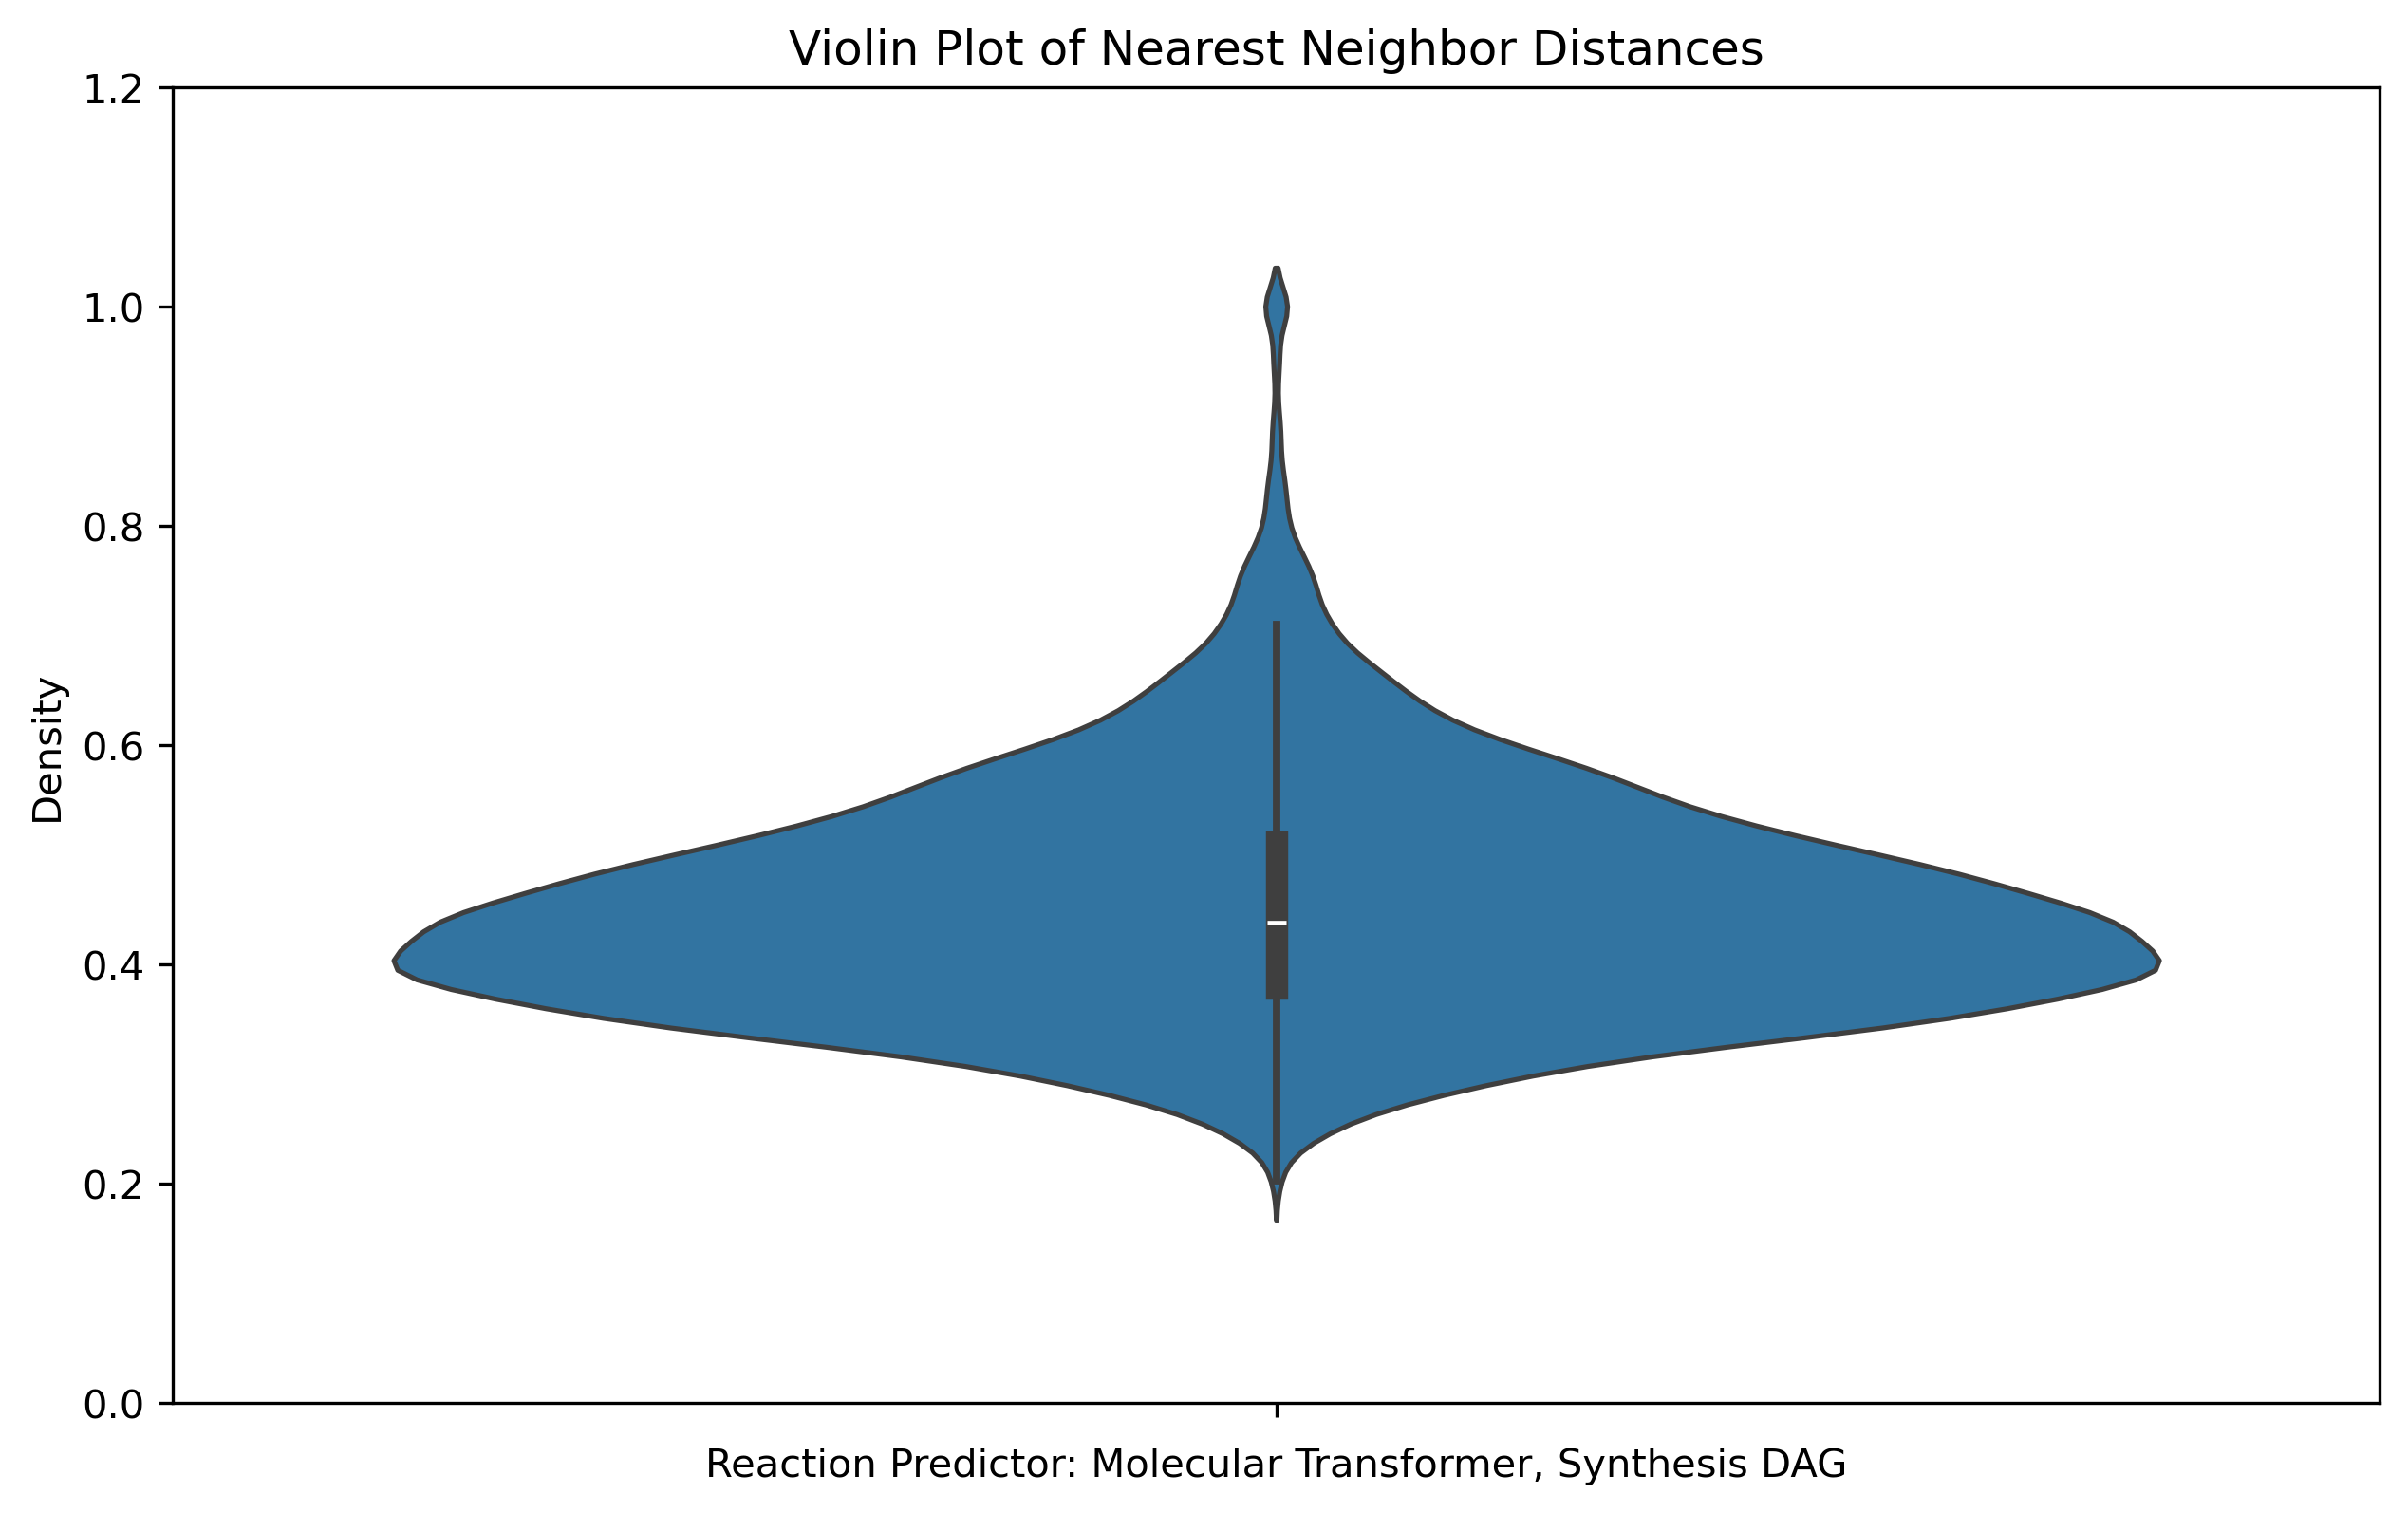 Violin Plot of Nearest Neighbor Distances
1.2
1.0
0.8
0.6
0.4
0.2
0.0
Density
Reaction Predictor: Molecular Transformer, Synthesis DAG